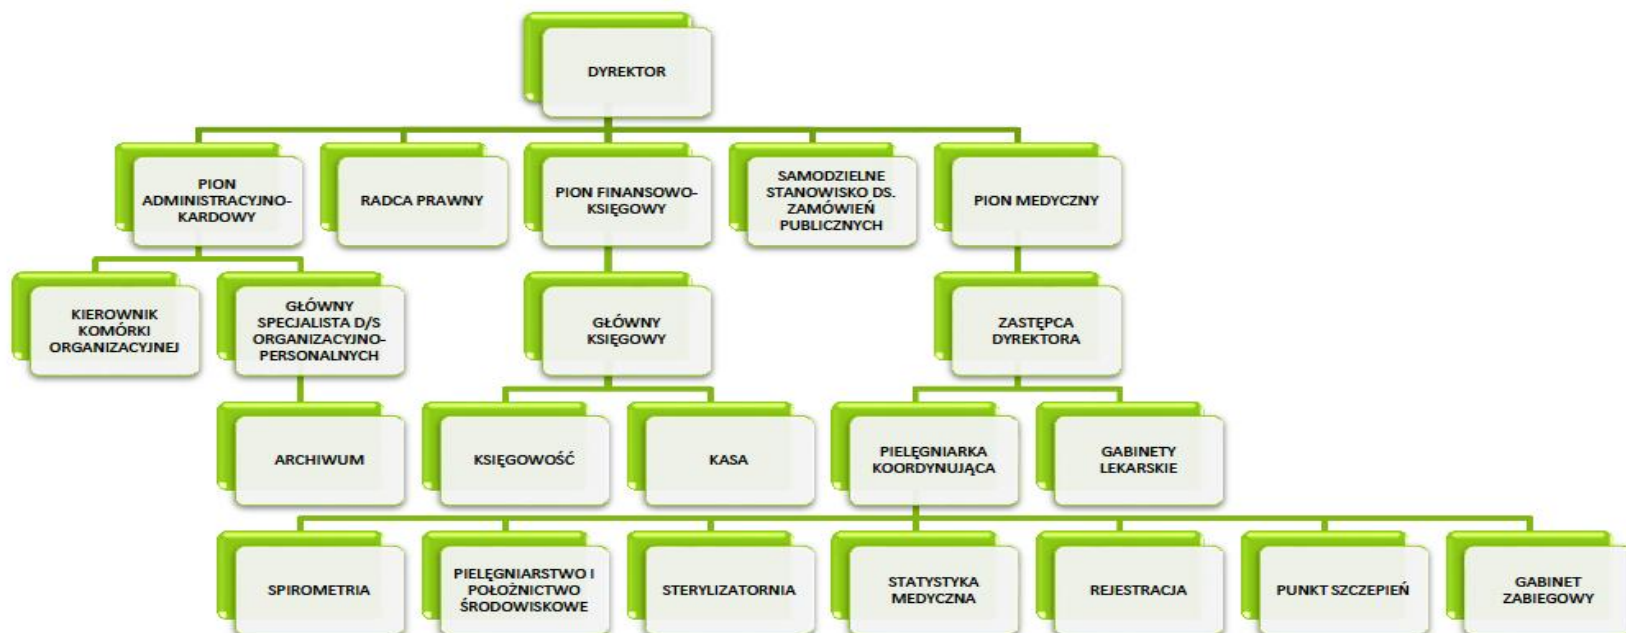 DYREKTOR
PION
ADMINISTRACYJNO-
KARDOWY
RADCA PRAWNY
PION FINANSOWO-
KSIĘGOWY
SAMODZIELNE
STANOWISKO DS.
ZAMÓWIEŃ
PUBLICZNYCH
PION MEDYCZNY
KIEROWNIK
KOMÓRKI
ORGANIZACYJNEJ
GŁÓWNY
SPECJALISTA D/S
ORGANIZACYJNO-
PERSONALNYCH
GŁÓWNY
KSIĘGOWY
ZASTĘPCA
DYREKTORA
ARCHIWUM
KSIĘGOWOŚĆ
KASA
PIELĘGNIARKA
KOORDYNUJĄCA
GABINETY
LEKARSKIE
SPIROMETRIA
PIELĘGNIARSTWO I
POŁOŻNICTWO
ŚRODOWISKOWE
STERYLIZATORNIA
STATYSTYKA
MEDYCZNA
REJESTRACJA
PUNKT SZCZEPIEŃ
GABINET
ZABIEGOWY